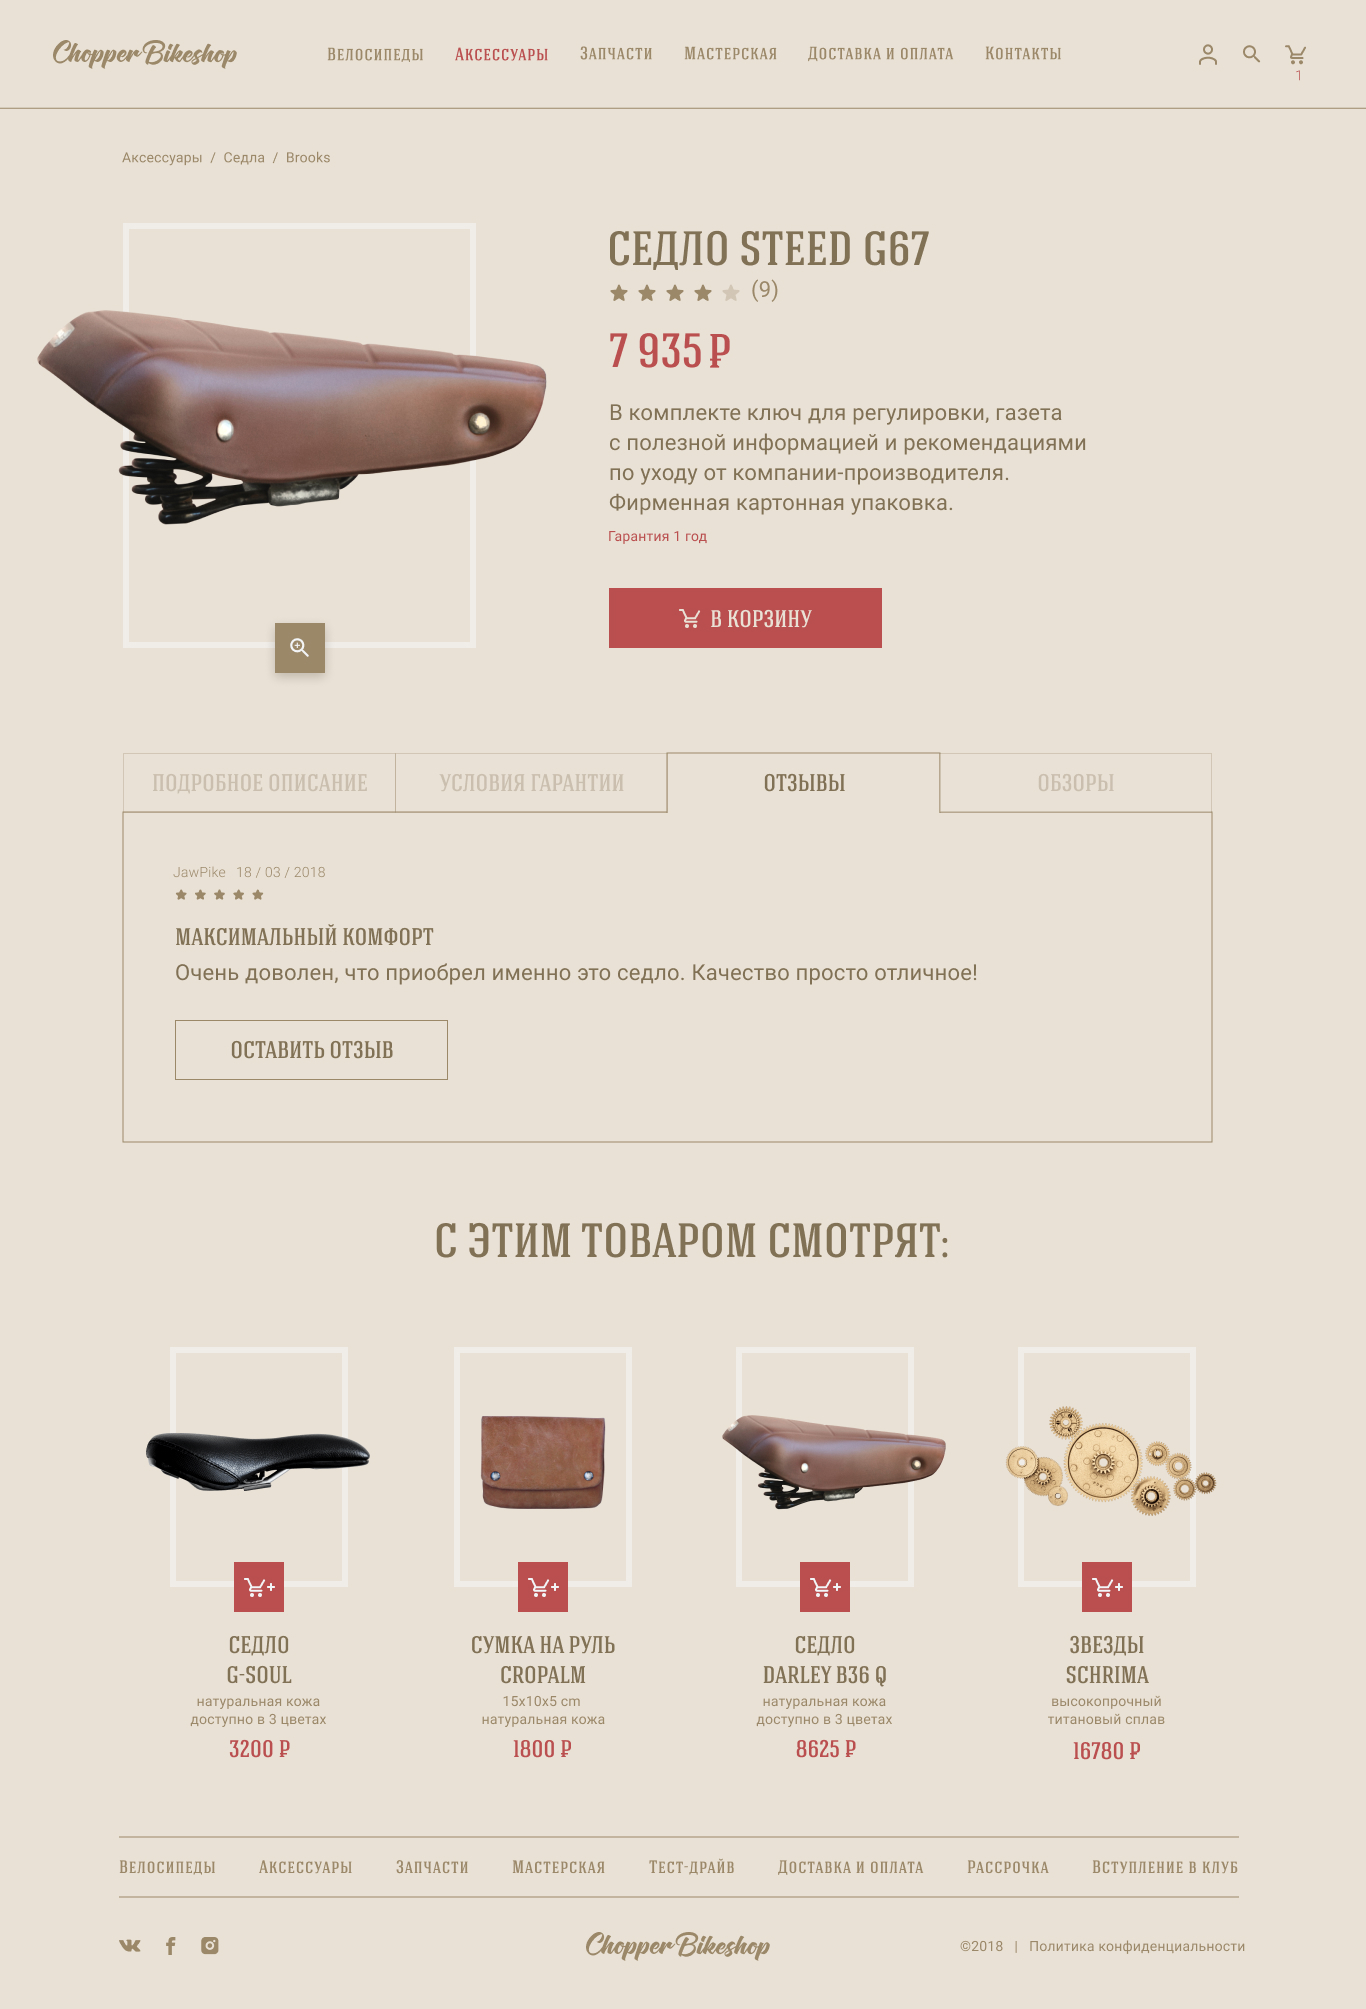 Chopper Bikeshop
Велосипеды Аксессуары Запчасти Мастерская Доставка и оплата Контакты
1
Аксессуары / Седла / Brooks
СЕДЛО STEED G67
(9)
7 935 ₽
В комплекте ключ для регулировки, газета
с полезной информацией и рекомендациями
по уходу от компании-производителя.
Фирменная картонная упаковка.
Гарантия 1 год
В КОРЗИНУ
ПОДРОБНОЕ ОПИСАНИЕ УСЛОВИЯ ГАРАНТИИ ОТЗЫВЫ ОБЗОРЫ
JawPike 18 / 03 / 2018
МАКСИМАЛЬНЫЙ КОМФОРТ
Очень доволен, что приобрел именно это седло. Качество просто отличное!
ОСТАВИТЬ ОТЗЫВ
С ЭТИМ ТОВАРОМ СМОТРЯТ:
СЕДЛО
G-SOUL
натуральная кожа
доступно в 3 цветах
3200 ₽
СУМКА НА РУЛЬ
CROPALM
15х10х5 cm
натуральная кожа
1800 ₽
СЕДЛО
DARLEY B36 Q
натуральная кожа
доступно в 3 цветах
8625 ₽
ЗВЕЗДЫ
SCHRIMA
высокопрочный
титановый сплав
16780 ₽
Велосипеды Аксессуары Запчасти Мастерская Тест-драйв Доставка и оплата Рассрочка Вступление в клуб
Chopper Bikeshop
©2018 | Политика конфиденциальности